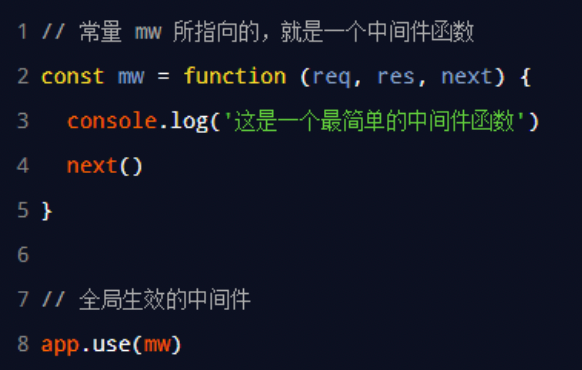 1 // 常量 mw 所指向的，就是一个中间件函数
2 const mw = function (req, res, next) {
3   console.log('这是一个最简单的中间件函数')
4   next()
5 }
6
7 // 全局生效的中间件
8 app.use(mw)